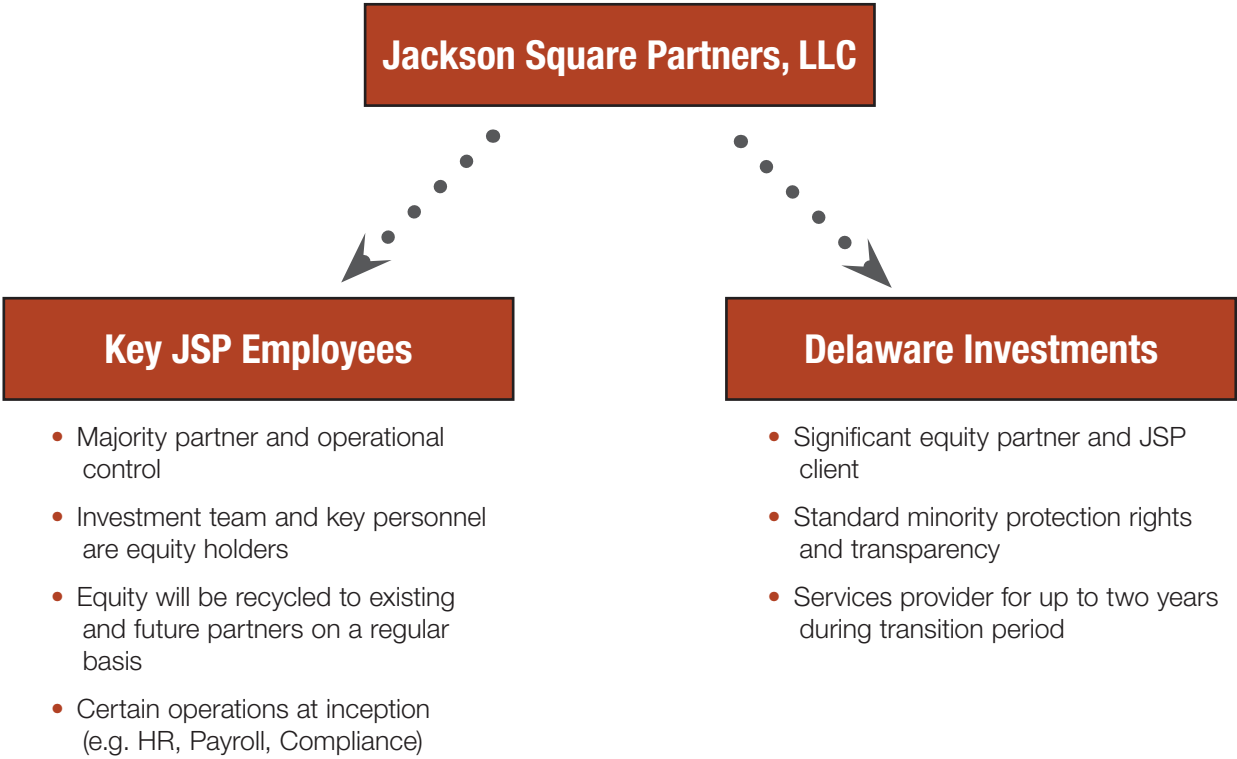 Jackson Square Partners, LLC
Key JSP Employees
• Majority partner and operational
control
• Investment team and key personnel
are equity holders
• Equity will be recycled to existing
and future partners on a regular
basis
• Certain operations at inception
(e.g. HR, Payroll, Compliance)
Delaware Investments
• Significant equity partner and JSP
client
• Standard minority protection rights
and transparency
• Services provider for up to two years
during transition period